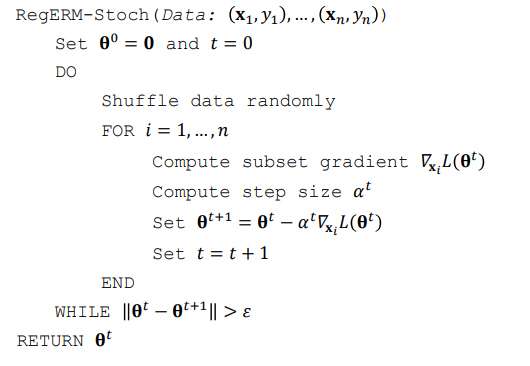 RegERM-Stoch(Data: (𝐱₁,y₁),…,(𝐱ₙ,yₙ))
Set 𝛉⁰ = 𝟎 and t = 0
DO
Shuffle data randomly
FOR i = 1,…,n
Compute subset gradient ∇_{𝐱ᵢ}L(𝛉ᵗ)
Compute step size αᵗ
Set 𝛉ᵗ⁺¹ = 𝛉ᵗ − αᵗ∇_{𝐱ᵢ}L(𝛉ᵗ)
Set t = t + 1
END
WHILE ‖𝛉ᵗ − 𝛉ᵗ⁺¹‖ > ε
RETURN 𝛉ᵗ